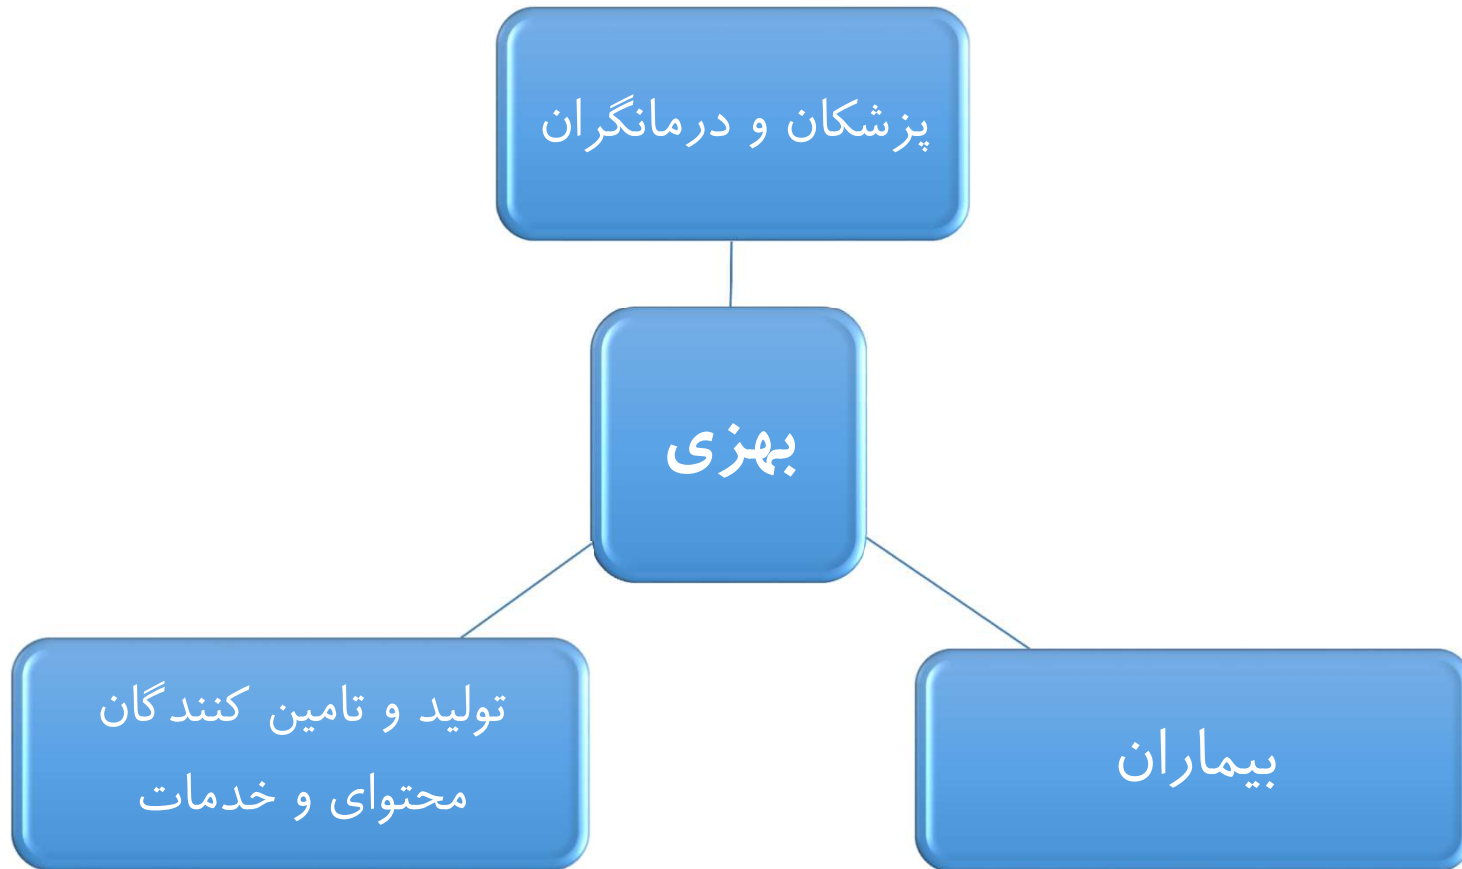 پزشکان و درمانگران
بهزی
تولید و تامین کنندگان
محتوای و خدمات
بیماران